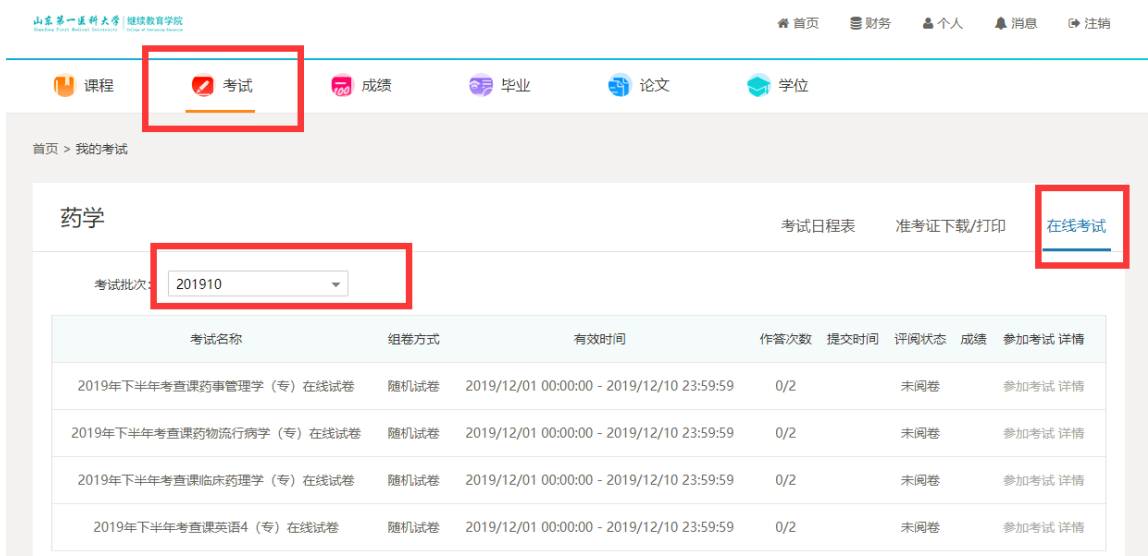 山东第一医科大学 继续教育学院
Shandong First Medical University College of Continuing Education
首页 财务 个人 消息 注销
课程 考试 成绩 毕业 论文 学位
首页 > 我的考试
药学
考试日程表 准考证下载/打印 在线考试
考试批次: 201910
考试名称 组卷方式 有效时间 作答次数 提交时间 评阅状态 成绩 参加考试 详情
2019年下半年考查课药事管理学（专）在线试卷 随机试卷 2019/12/01 00:00:00 - 2019/12/10 23:59:59 0/2 未阅卷 参加考试 详情
2019年下半年考查课药物流行病学（专）在线试卷 随机试卷 2019/12/01 00:00:00 - 2019/12/10 23:59:59 0/2 未阅卷 参加考试 详情
2019年下半年考查课临床药理学（专）在线试卷 随机试卷 2019/12/01 00:00:00 - 2019/12/10 23:59:59 0/2 未阅卷 参加考试 详情
2019年下半年考查课英语4（专）在线试卷 随机试卷 2019/12/01 00:00:00 - 2019/12/10 23:59:59 0/2 未阅卷 参加考试 详情